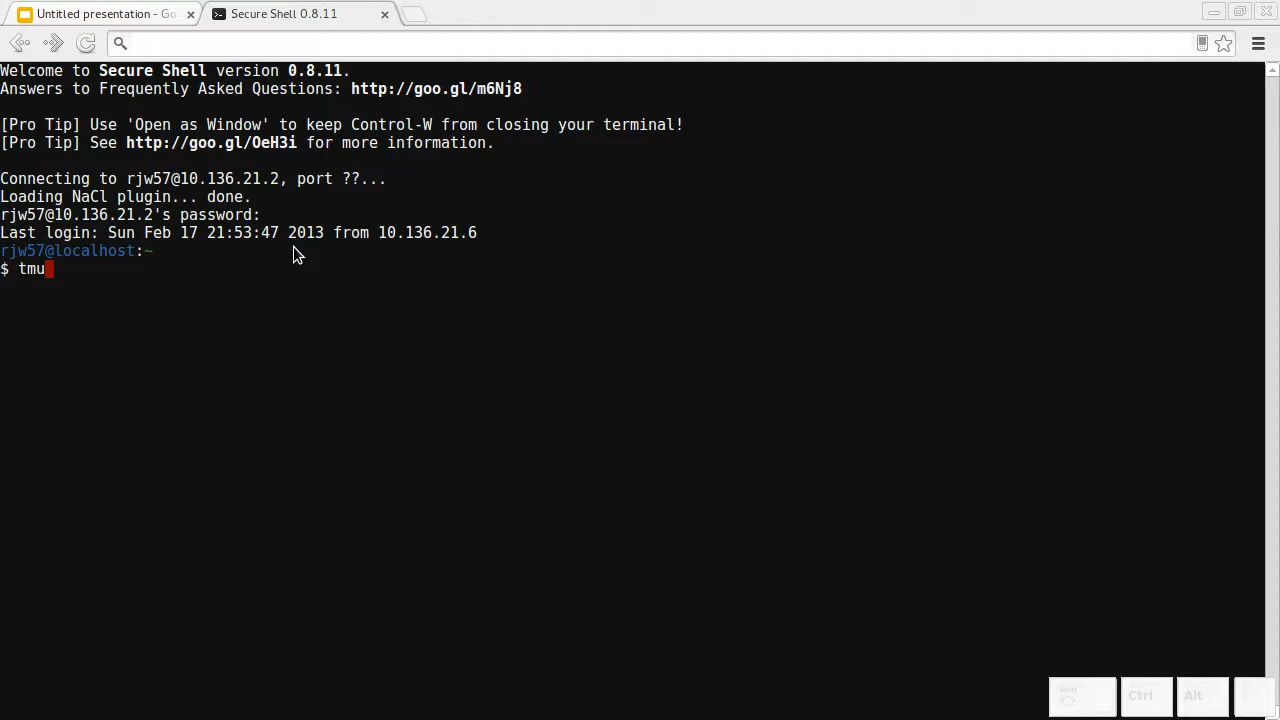 Untitled presentation - Go
Secure Shell 0.8.11
Welcome to Secure Shell version 0.8.11.
Answers to Frequently Asked Questions: http://goo.gl/m6Nj8
[Pro Tip] Use 'Open as Window' to keep Control-W from closing your terminal!
[Pro Tip] See http://goo.gl/OeH3i for more information.
Connecting to rjw57@10.136.21.2, port ??...
Loading NaCl plugin... done.
rjw57@10.136.21.2's password:
Last login: Sun Feb 17 21:53:47 2013 from 10.136.21.6
rjw57@localhost:~
$ tmu
Shift Ctrl Alt